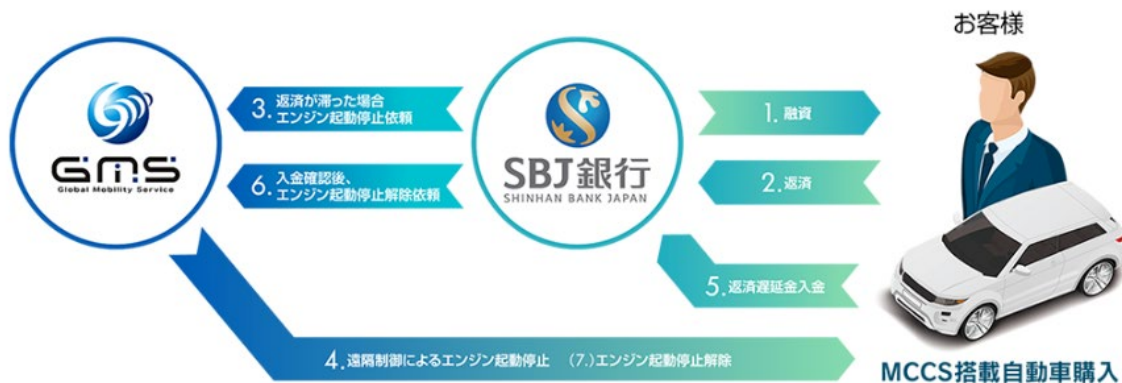 お客様
GMS
Global Mobility Service
3. 返済が滞った場合
エンジン起動停止依頼
6. 入金確認後、
エンジン起動停止解除依頼
SBJ銀行
SHINHAN BANK JAPAN
1. 融資
2. 返済
5. 返済遅延金入金
4. 遠隔制御によるエンジン起動停止 (7.)エンジン起動停止解除
MCCS搭載自動車購入